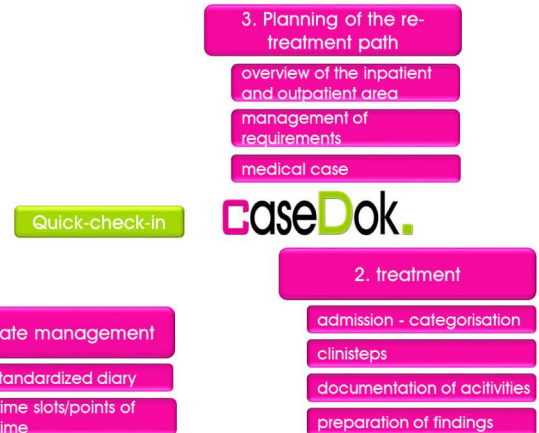 3. Planning of the re-
treatment path
overview of the inpatient
and outpatient area
management of
requirements
medical case
Quick-check-in
caseDok.
2. treatment
admission - categorisation
clinisteps
documentation of acitivities
preparation of findings
ate management
tandardized diary
ime slots/points of
ime